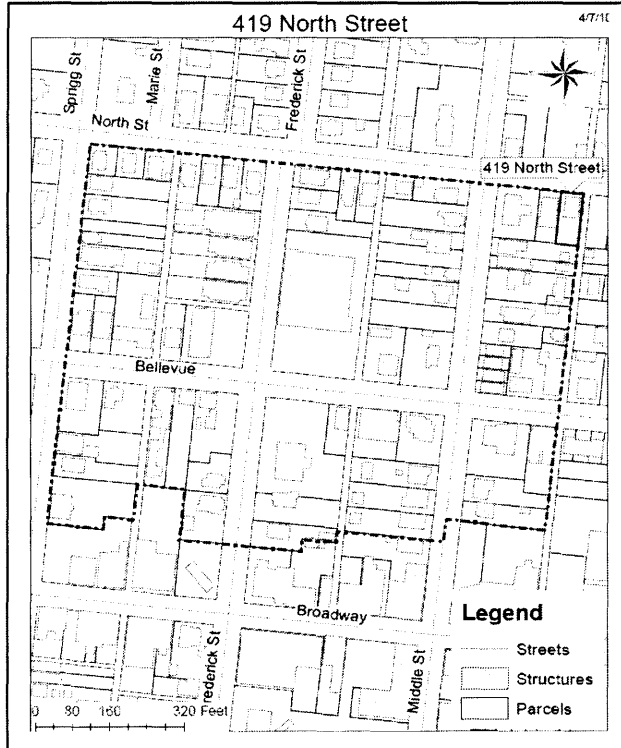 419 North Street
4/7/10
Sprigg St
Marie St
Frederick St
North St
419 North Street
Bellevue
Broadway
Frederick St
Middle St
Legend
Streets
Structures
Parcels
0 80 160 320 Feet